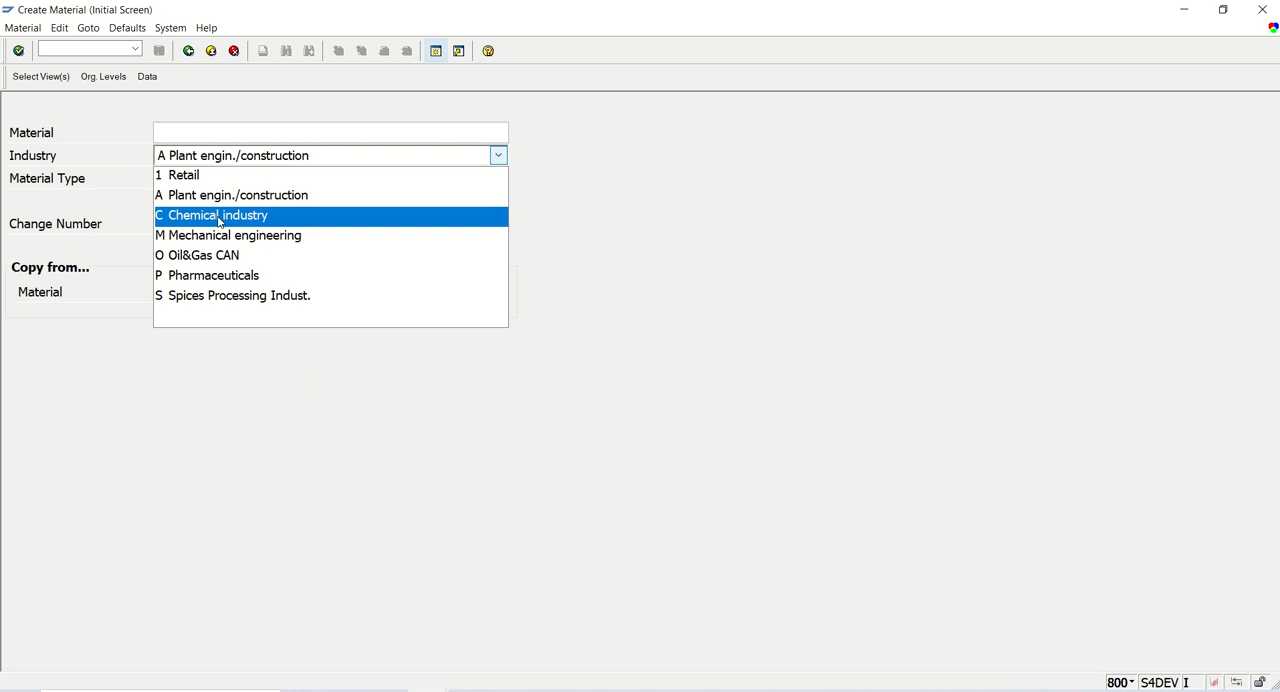 Create Material (Initial Screen)
Material Edit Goto Defaults System Help
Select View(s) Org. Levels Data
Material
Industry A Plant engin./construction
Material Type 1 Retail
A Plant engin./construction
C Chemical industry
Change Number M Mechanical engineering
O Oil&Gas CAN
Copy from... P Pharmaceuticals
Material S Spices Processing Indust.
800 S4DEV I